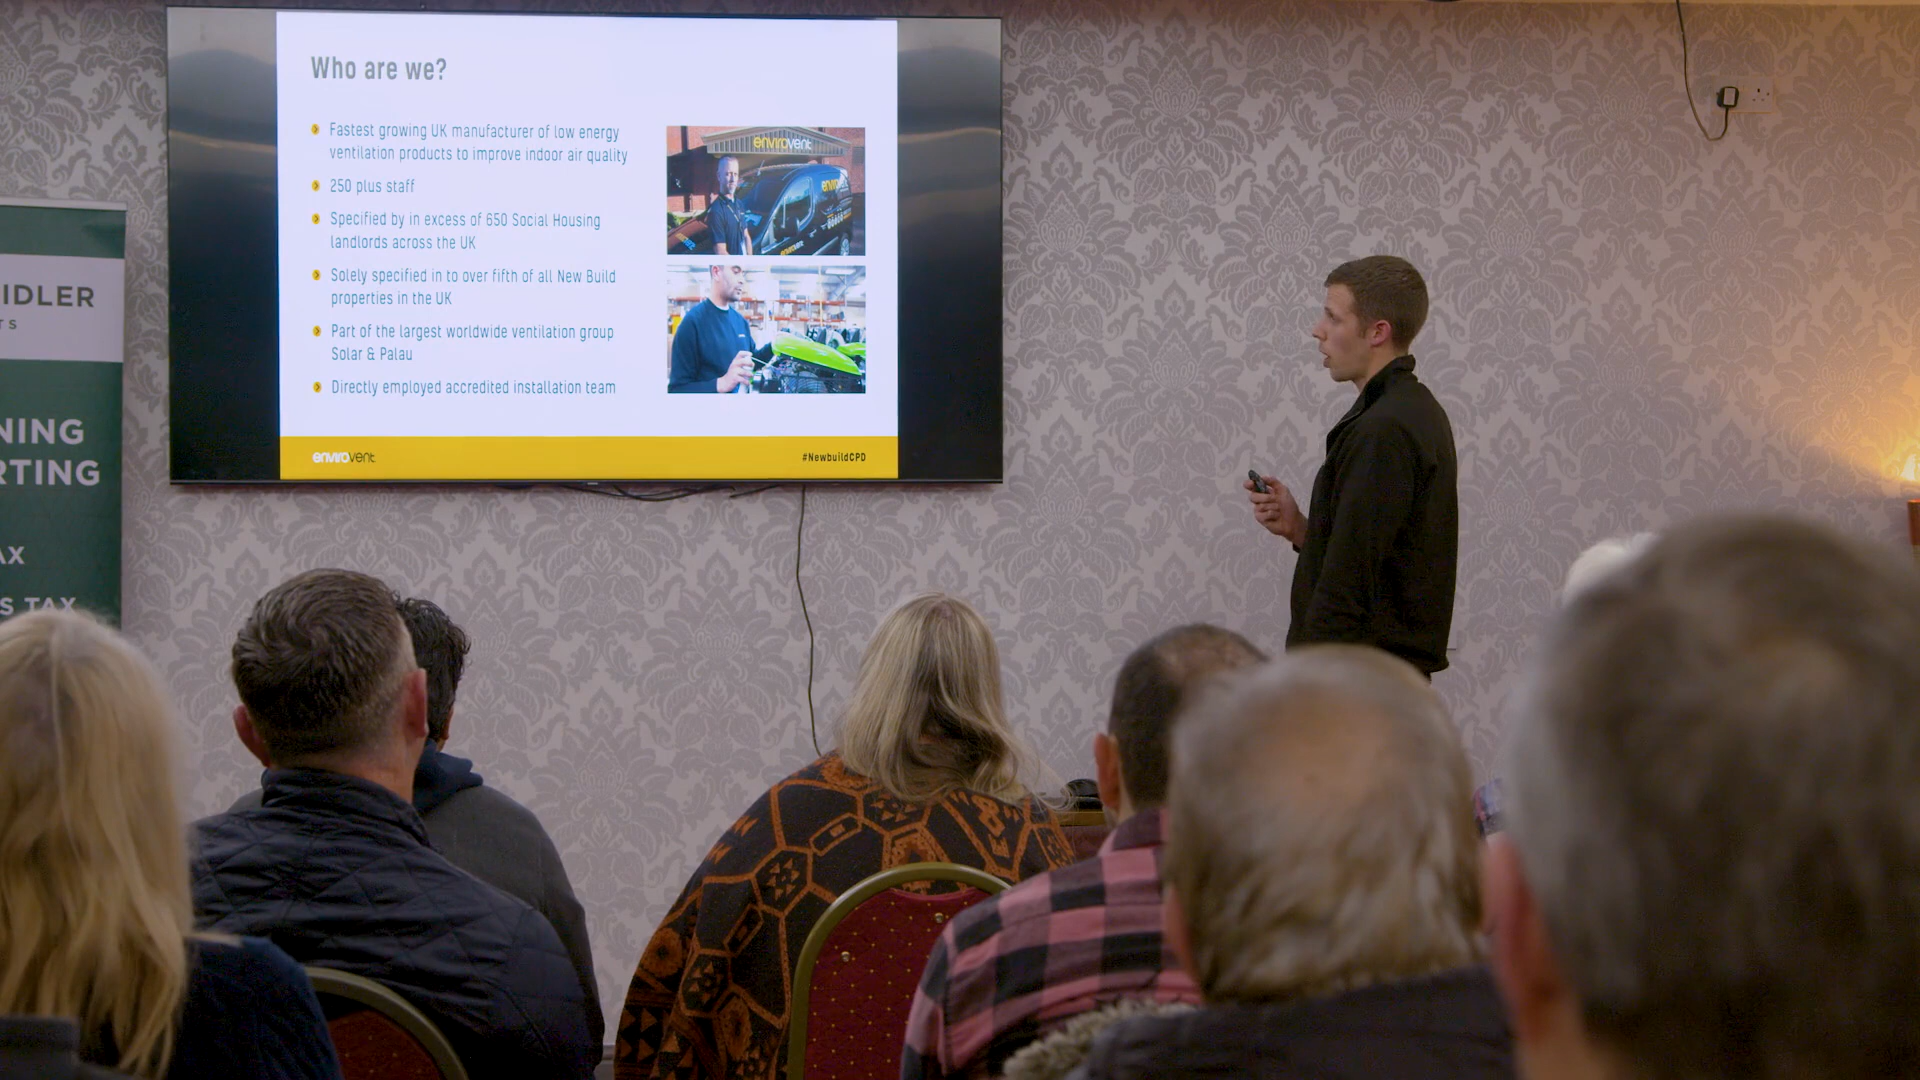 Who are we?
Fastest growing UK manufacturer of low energy
ventilation products to improve indoor air quality
250 plus staff
Specified by in excess of 650 Social Housing
landlords across the UK
Solely specified in to over fifth of all New Build
properties in the UK
Part of the largest worldwide ventilation group
Solar & Palau
Directly employed accredited installation team
envirovent
envirovent
envirovent
#NewbuildCPD
IDLER
TS
NING
RTING
AX
S TAX